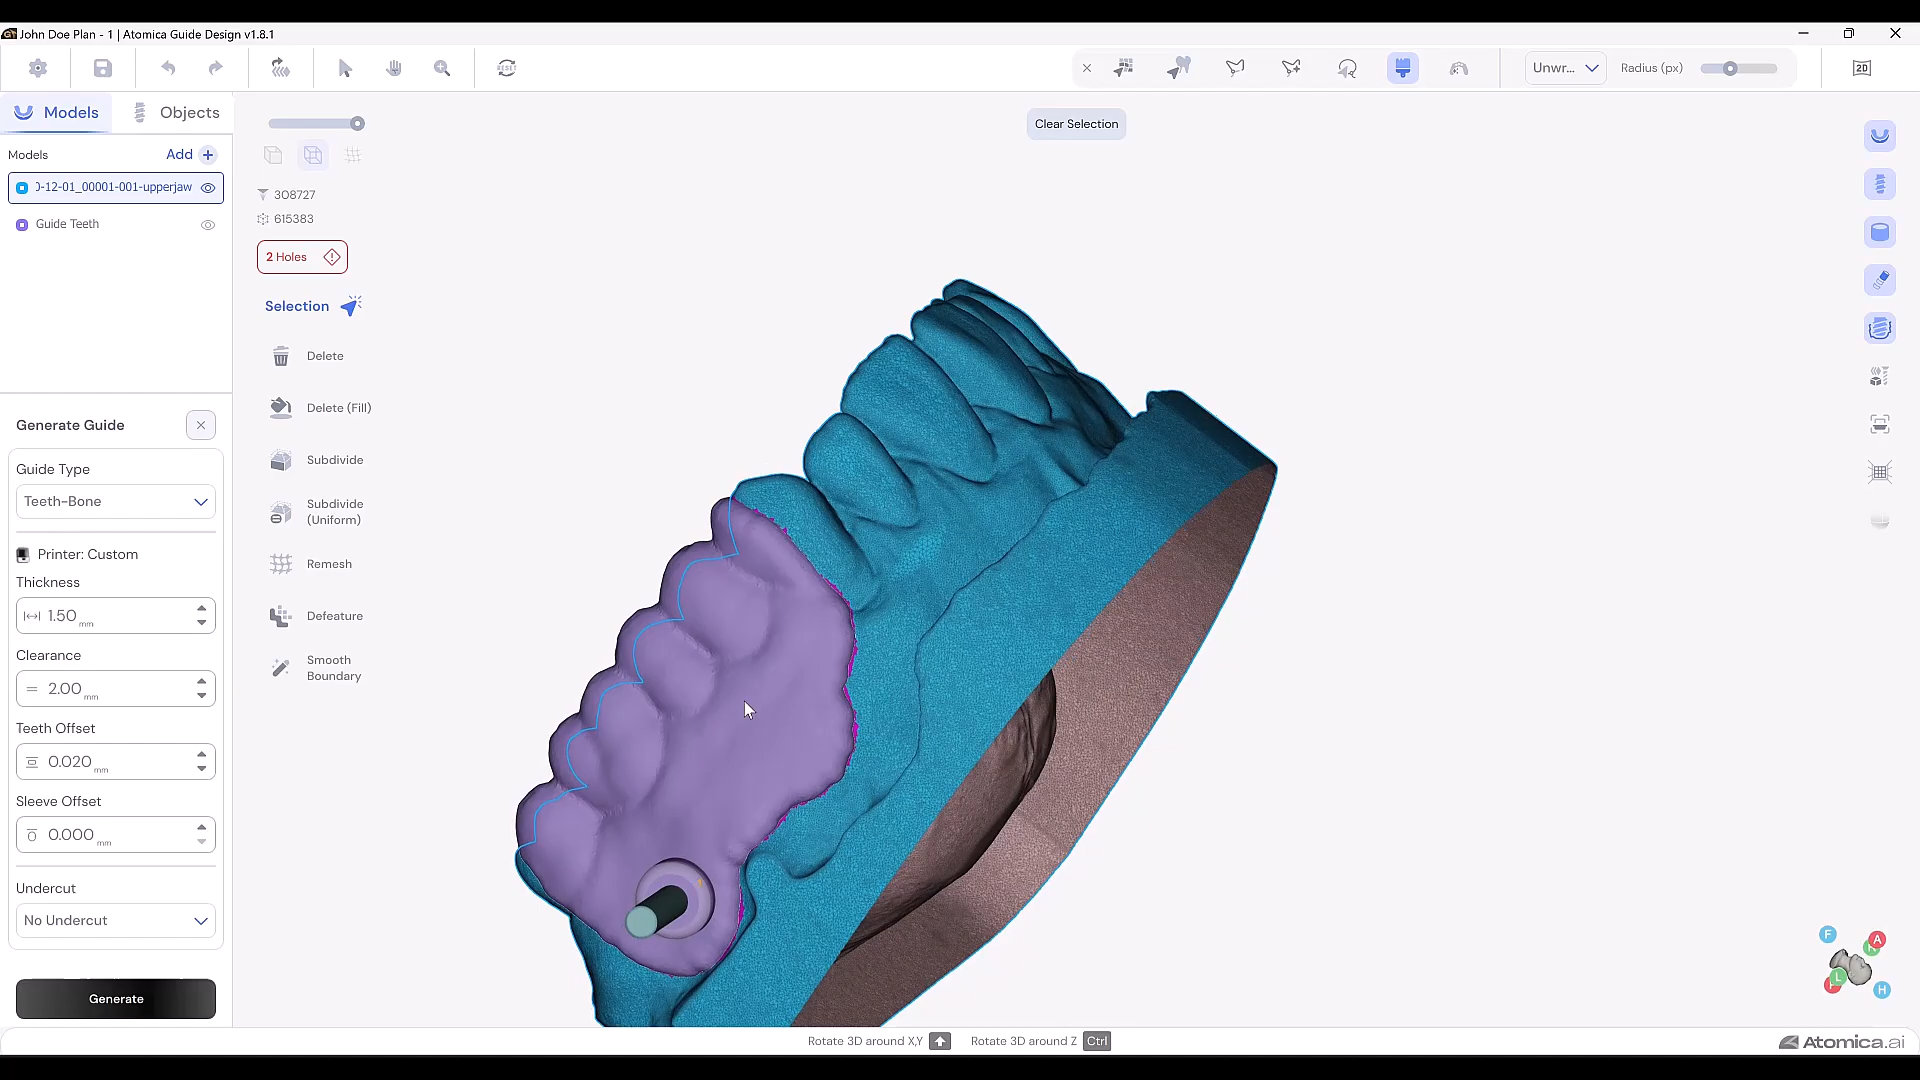 John Doe Plan - 1 | Atomica Guide Design v1.8.1
RESET
Unwr...
Radius (px)
2D
Models
Objects
Clear Selection
Models
Add +
)-12-01_00001-001-upperjaw
Guide Teeth
308727
615383
2 Holes
Selection
Delete
Delete (Fill)
Subdivide
Subdivide
(Uniform)
Remesh
Defeature
Smooth
Boundary
Generate Guide
Guide Type
Teeth-Bone
Printer: Custom
Thickness
1.50 mm
Clearance
2.00 mm
Teeth Offset
0.020 mm
Sleeve Offset
0.000 mm
Undercut
No Undercut
Generate
F
A
L
H
Rotate 3D around X,Y
Rotate 3D around Z Ctrl
Atomica.ai